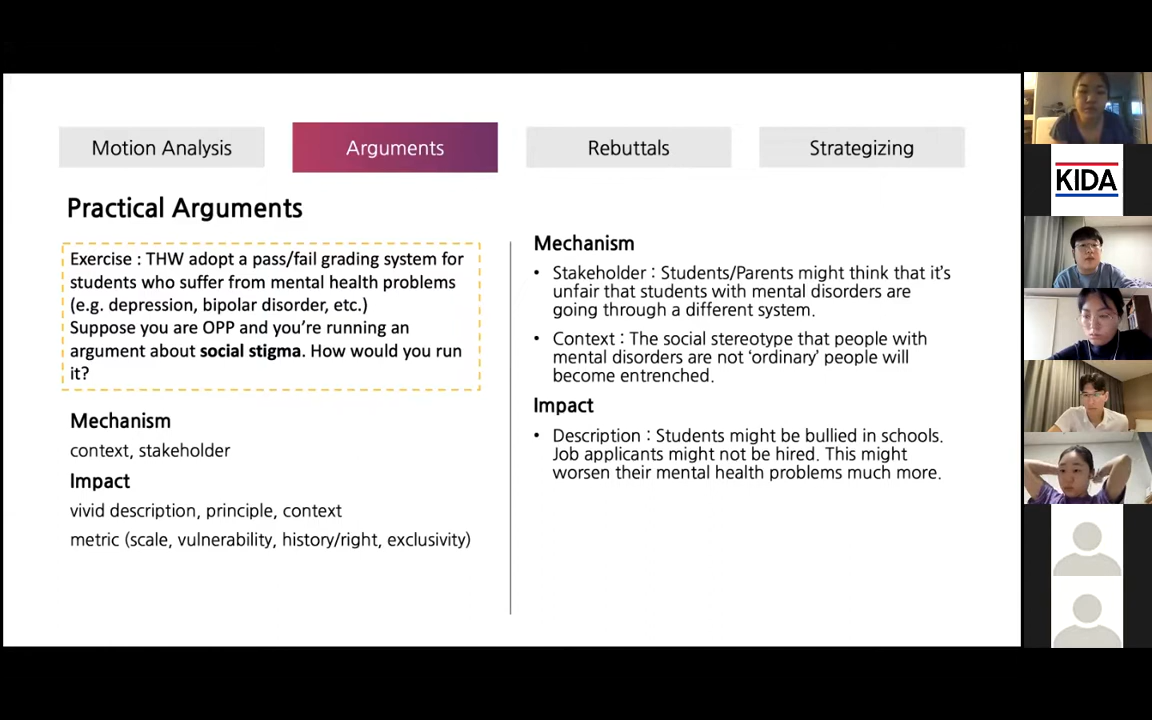 Motion Analysis
Arguments
Rebuttals
Strategizing
Practical Arguments
Exercise : THW adopt a pass/fail grading system for
students who suffer from mental health problems
(e.g. depression, bipolar disorder, etc.)
Suppose you are OPP and you're running an
argument about social stigma. How would you run
it?
Mechanism
context, stakeholder
Impact
vivid description, principle, context
metric (scale, vulnerability, history/right, exclusivity)
Mechanism
• Stakeholder : Students/Parents might think that it's
unfair that students with mental disorders are
going through a different system.
• Context : The social stereotype that people with
mental disorders are not ‘ordinary’ people will
become entrenched.
Impact
• Description : Students might be bullied in schools.
Job applicants might not be hired. This might
worsen their mental health problems much more.
KIDA